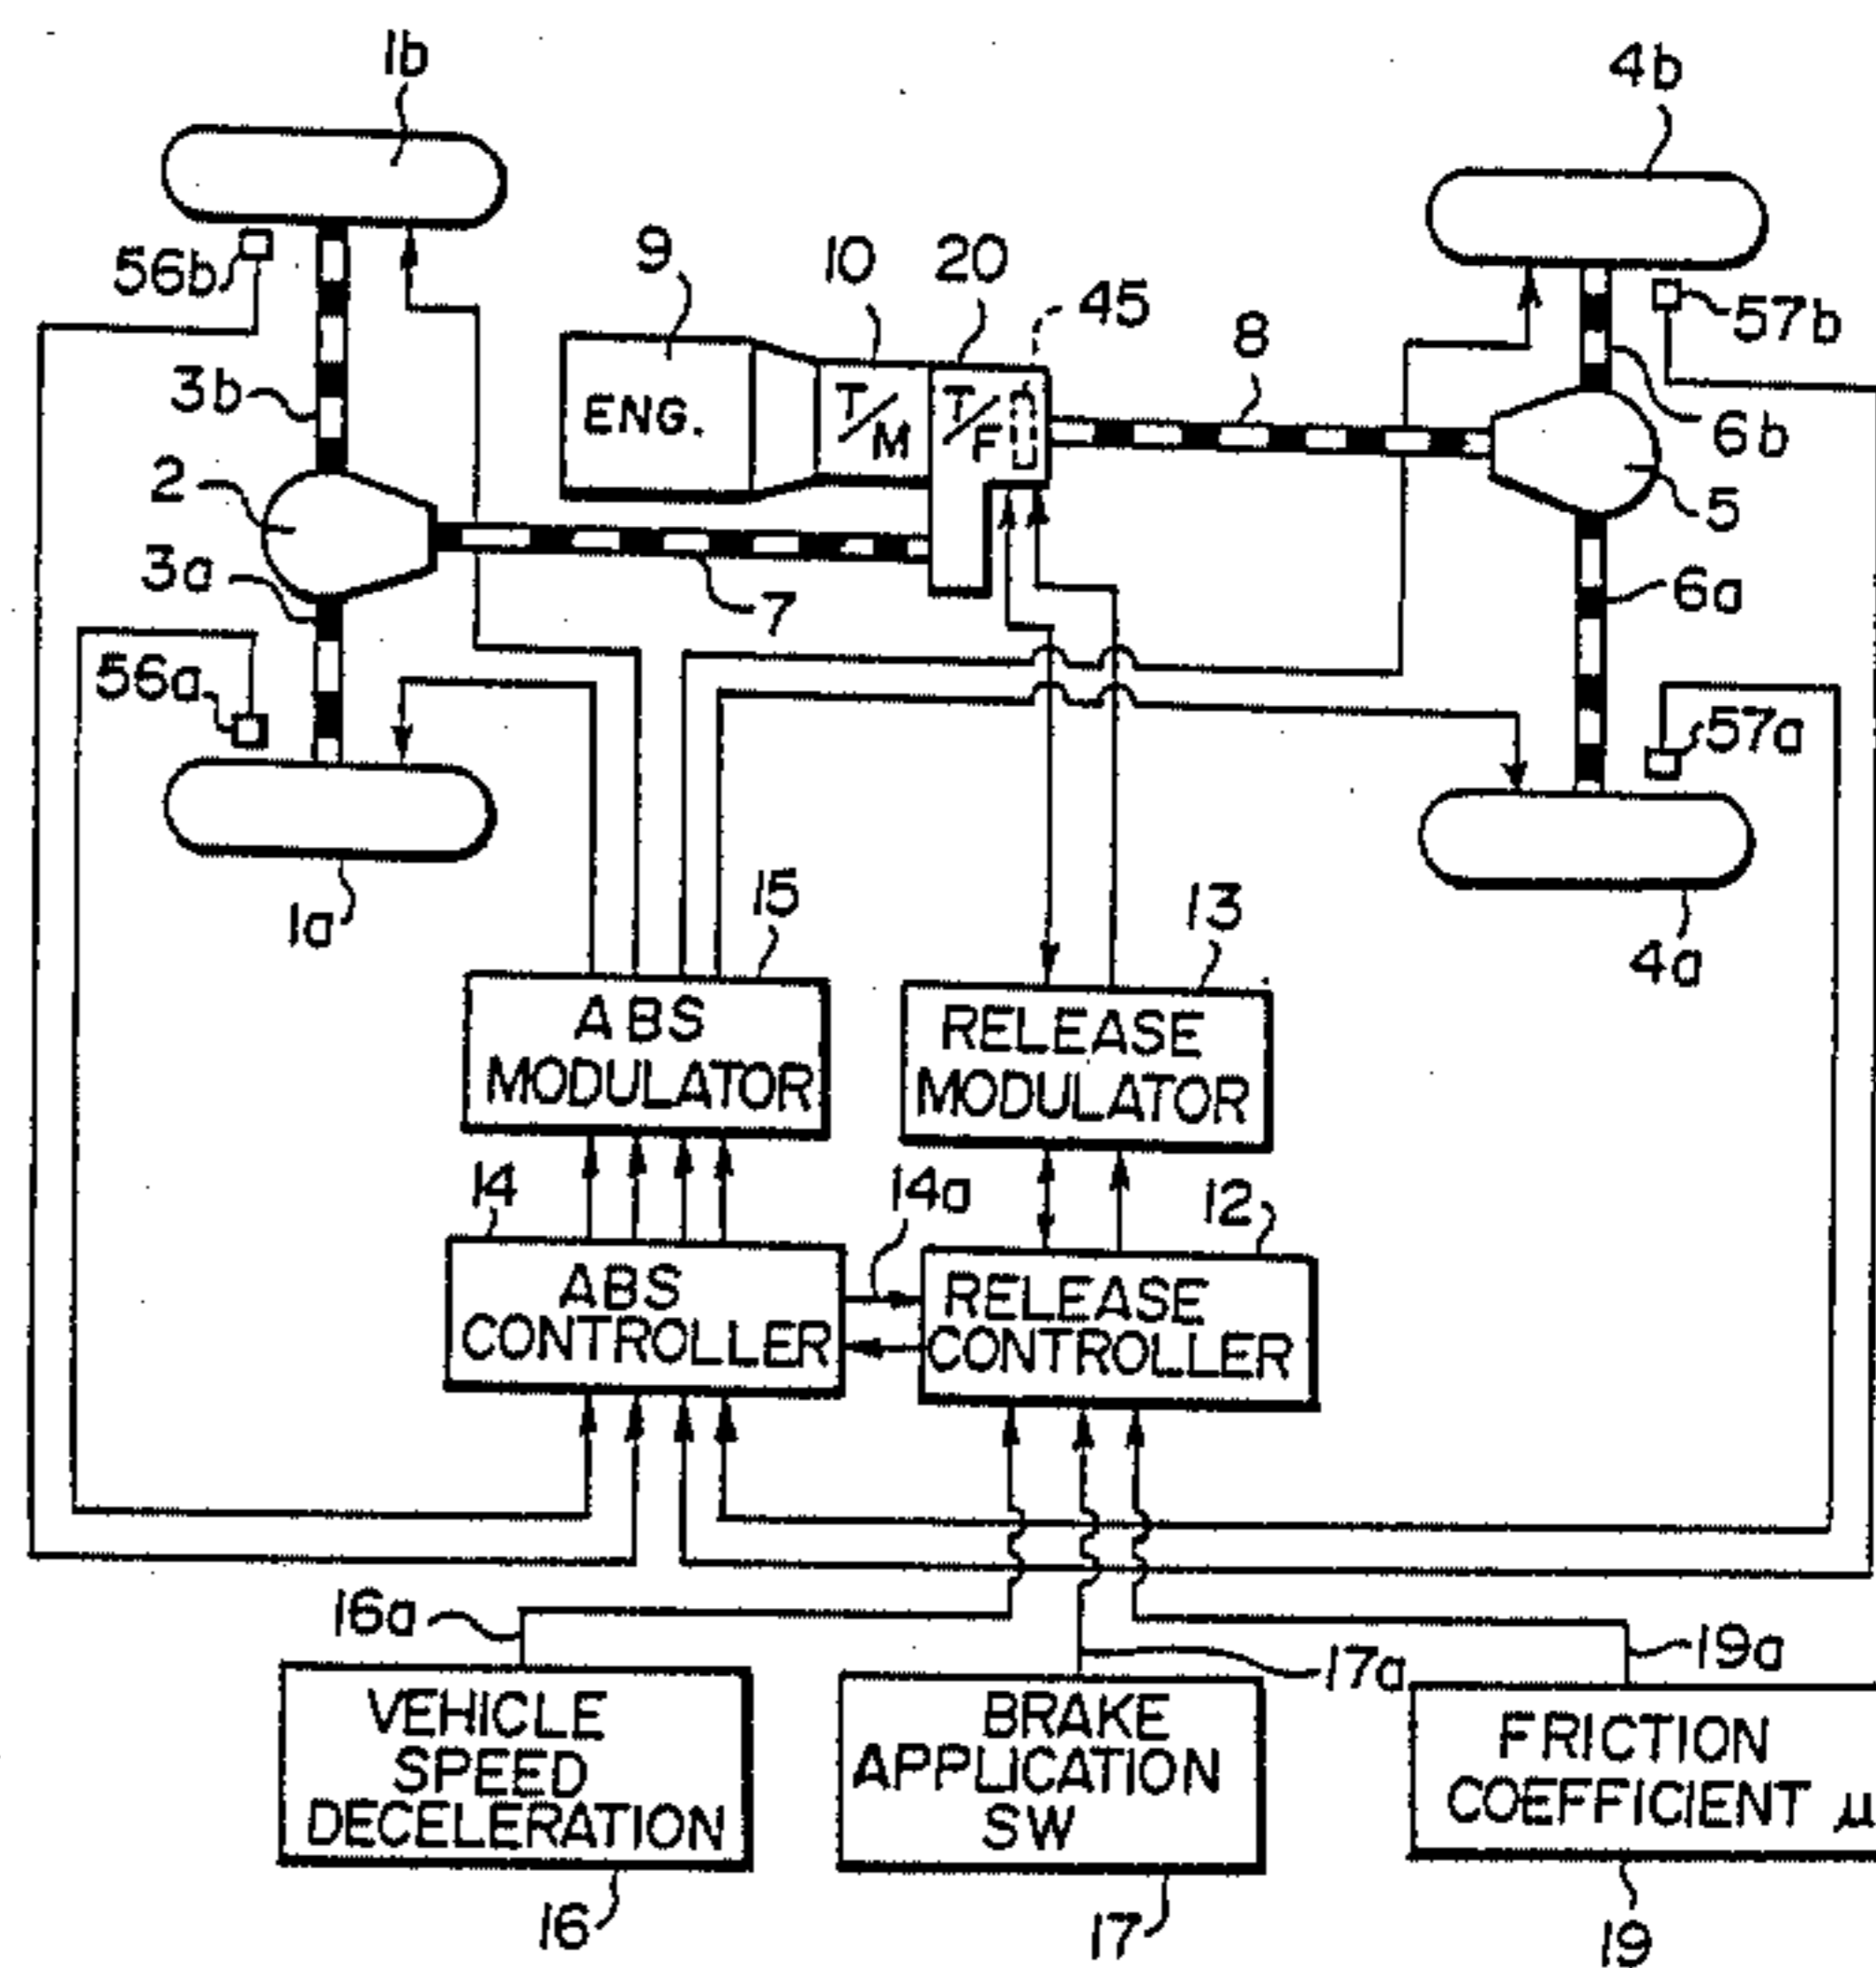 1b
4b
56b
9
10
20
45
8
57b
3b
ENG.
T/M
T/F
6b
2
5
3a
7
6a
56a
57a
1a
15
13
4a
ABS
MODULATOR
RELEASE
MODULATOR
14
14a
12
ABS
CONTROLLER
RELEASE
CONTROLLER
16a
17a
19a
VEHICLE
SPEED
DECELERATION
BRAKE
APPLICATION
SW
FRICTION
COEFFICIENT μ
16
17
19